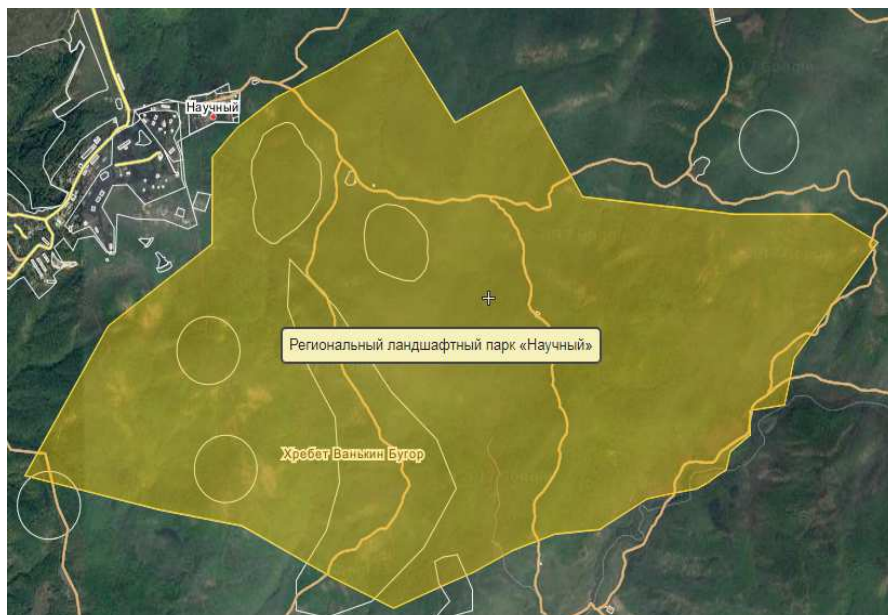 Научный
Региональный ландшафтный парк «Научный»
Хребет Ванькин Бугор